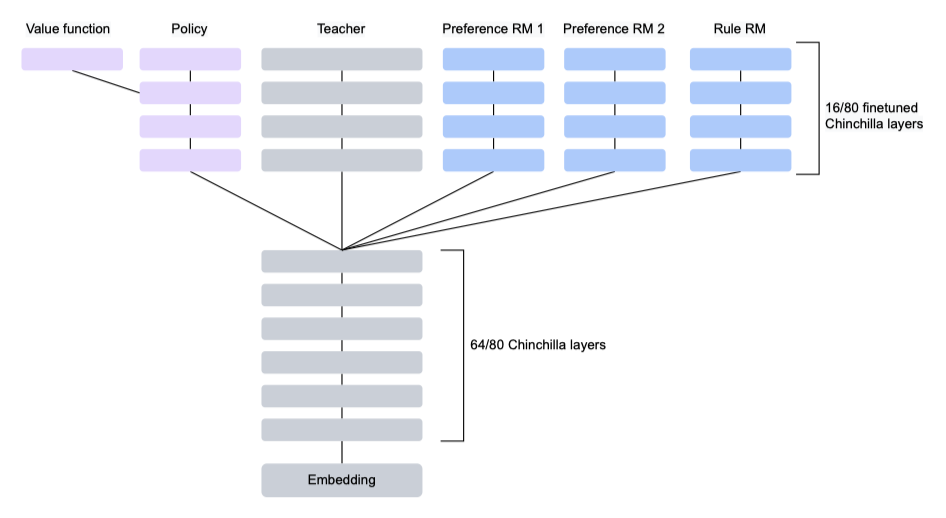 Value function
Policy
Teacher
Preference RM 1
Preference RM 2
Rule RM
16/80 finetuned
Chinchilla layers
64/80 Chinchilla layers
Embedding